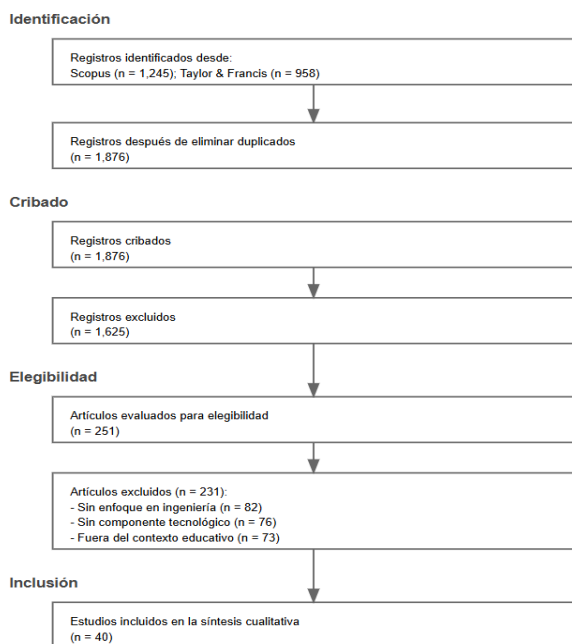 Identificación
Registros identificados desde:
Scopus (n = 1,245); Taylor & Francis (n = 958)
Registros después de eliminar duplicados
(n = 1,876)
Cribado
Registros cribados
(n = 1,876)
Registros excluidos
(n = 1,625)
Elegibilidad
Artículos evaluados para elegibilidad
(n = 251)
Artículos excluidos (n = 231):
- Sin enfoque en ingeniería (n = 82)
- Sin componente tecnológico (n = 76)
- Fuera del contexto educativo (n = 73)
Inclusión
Estudios incluidos en la síntesis cualitativa
(n = 40)